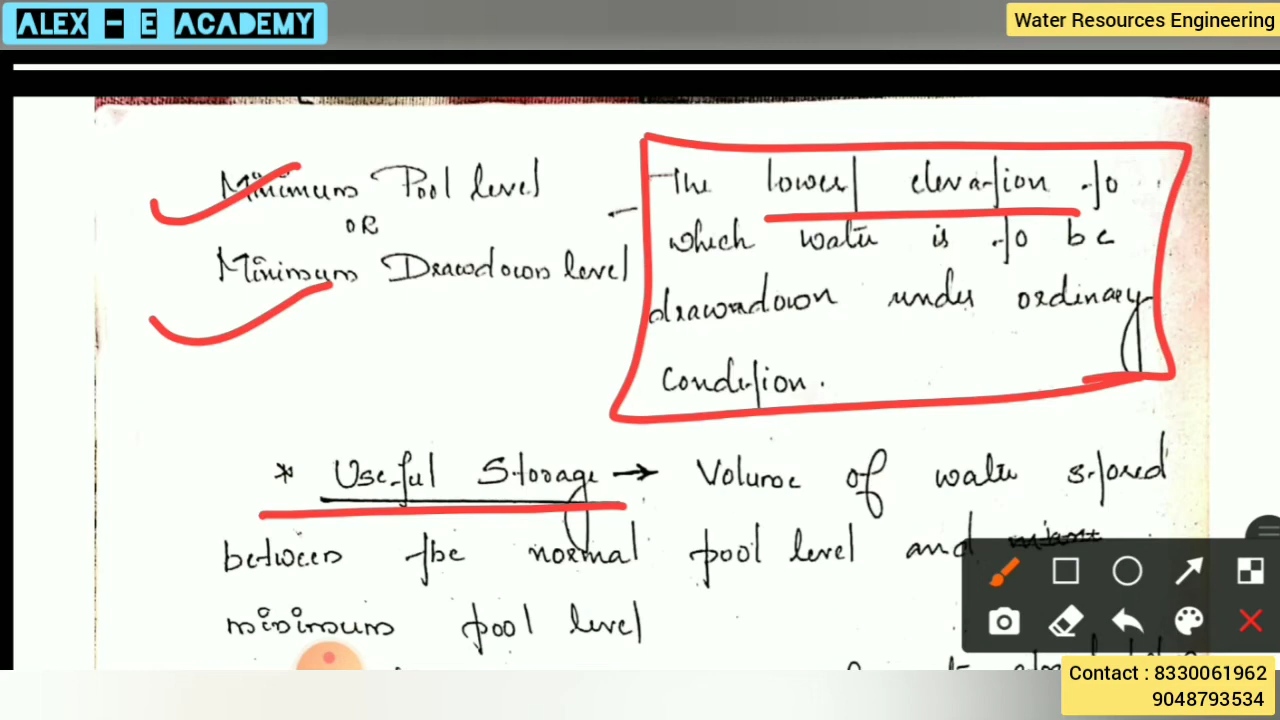 ALEX - E ACADEMY
Water Resources Engineering
Minimum Pool level
OR
Minimum Drawdown level
- The lower elevation to
which water is to be
drawndown under ordinary
Condition.
* Useful Storage → Volume of water stored
between the normal pool level and
minimum pool level
Contact : 8330061962
9048793534